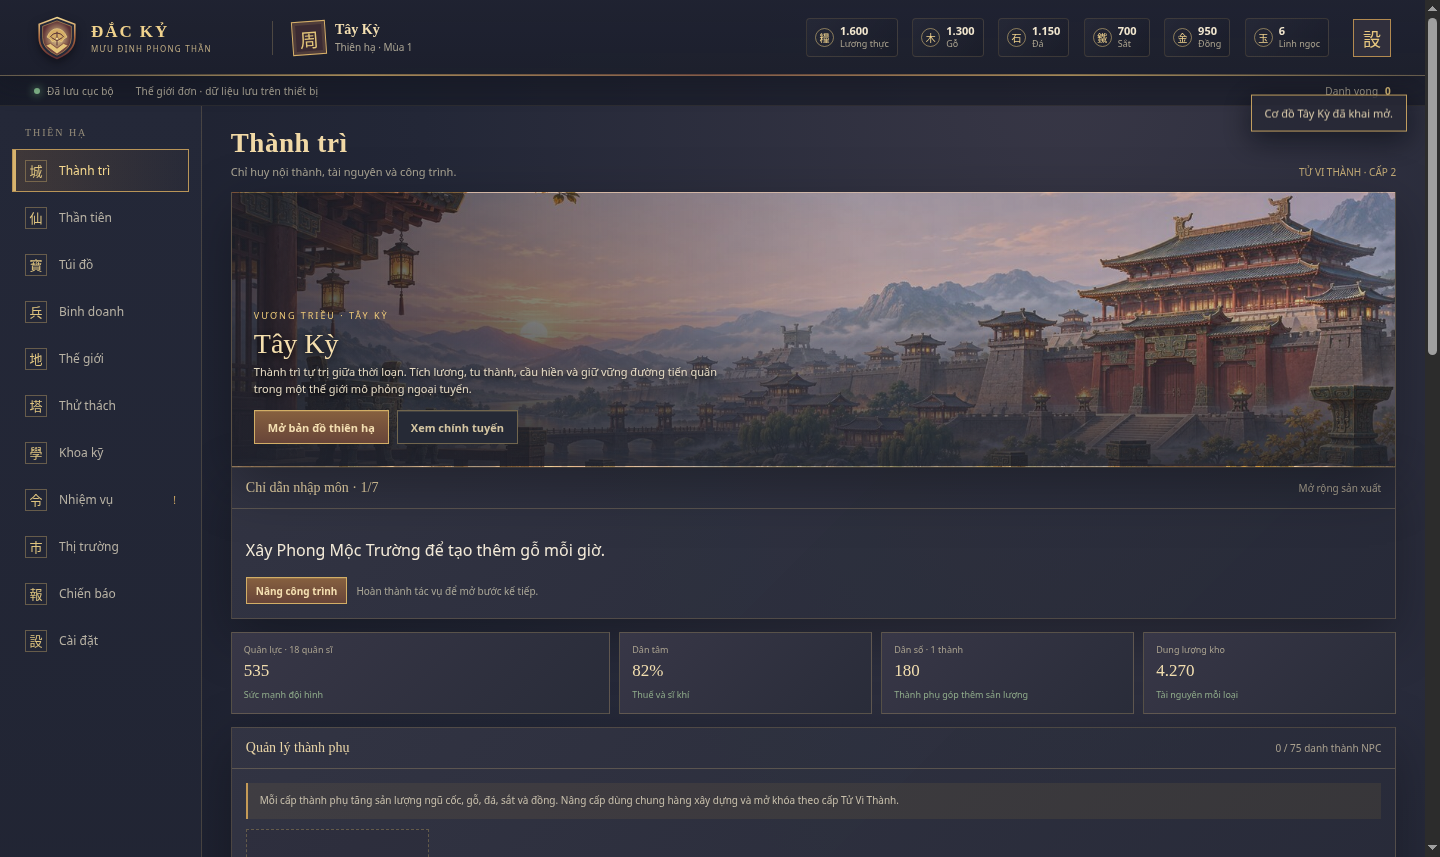 ĐẮC KỶ
MƯU ĐỊNH PHONG THẦN
周
Tây Kỳ
Thiên hạ · Mùa 1
糧 1.600 Lương thực
木 1.300 Gỗ
石 1.150 Đá
鐵 700 Sắt
金 950 Đồng
玉 6 Linh ngọc
設
Đã lưu cục bộ
Thế giới đơn · dữ liệu lưu trên thiết bị
Danh vọng 0
Cơ đồ Tây Kỳ đã khai mở.
THIÊN HẠ
城 Thành trì
仙 Thần tiên
寶 Túi đồ
兵 Binh doanh
地 Thế giới
塔 Thử thách
學 Khoa kỹ
令 Nhiệm vụ !
市 Thị trường
報 Chiến báo
設 Cài đặt
Thành trì
Chỉ huy nội thành, tài nguyên và công trình.
TỬ VI THÀNH · CẤP 2
VƯƠNG TRIỀU · TÂY KỲ
Tây Kỳ
Thành trì tự trị giữa thời loạn. Tích lương, tu thành, cầu hiền và giữ vững đường tiến quân
trong một thế giới mô phỏng ngoại tuyến.
Mở bản đồ thiên hạ
Xem chính tuyến
Chỉ dẫn nhập môn · 1/7
Mở rộng sản xuất
Xây Phong Mộc Trường để tạo thêm gỗ mỗi giờ.
Nâng công trình
Hoàn thành tác vụ để mở bước kế tiếp.
Quân lực · 18 quân sĩ
535
Sức mạnh đội hình
Dân tâm
82%
Thuế và sĩ khí
Dân số · 1 thành
180
Thành phụ góp thêm sản lượng
Dung lượng kho
4.270
Tài nguyên mỗi loại
Quản lý thành phụ
0 / 75 danh thành NPC
Mỗi cấp thành phụ tăng sản lượng ngũ cốc, gỗ, đá, sắt và đồng. Nâng cấp dùng chung hàng xây dựng và mở khóa theo cấp Tử Vi Thành.